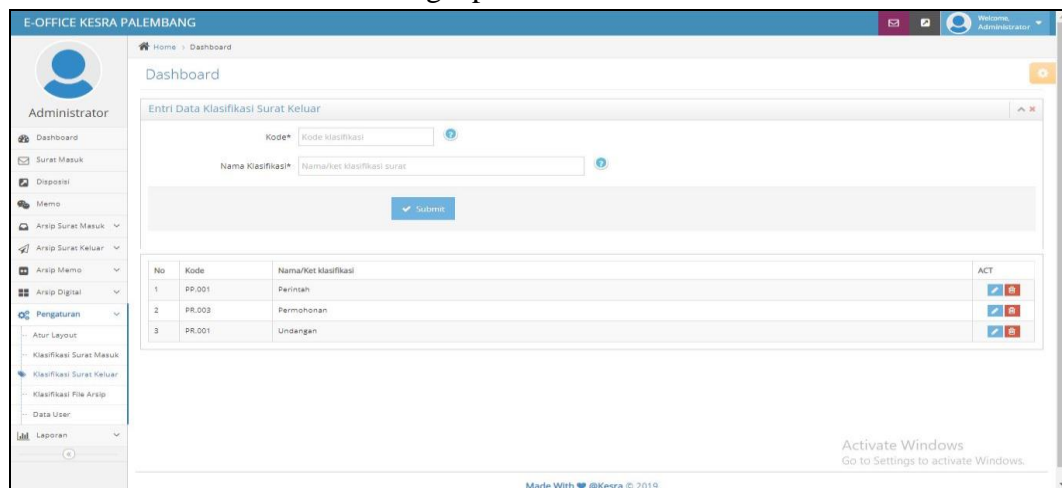 E-OFFICE KESRA PALEMBANG
Welcome,
Administrator
Home > Dashboard
Administrator
Dashboard
Surat Masuk
Disposisi
Memo
Arsip Surat Masuk
Arsip Surat Keluar
Arsip Memo
Arsip Digital
Pengaturan
Atur Layout
Klasifikasi Surat Masuk
Klasifikasi Surat Keluar
Klasifikasi File Arsip
Data User
Laporan
Dashboard
Entri Data Klasifikasi Surat Keluar
Kode* Kode klasifikasi
Nama Klasifikasi* Nama/ket klasifikasi surat
Submit
No Kode Nama/Ket klasifikasi ACT
1 PP.001 Perintah
2 PR.003 Permohonan
3 PR.001 Undangan
Activate Windows
Go to Settings to activate Windows.
Made With @Kesra © 2019